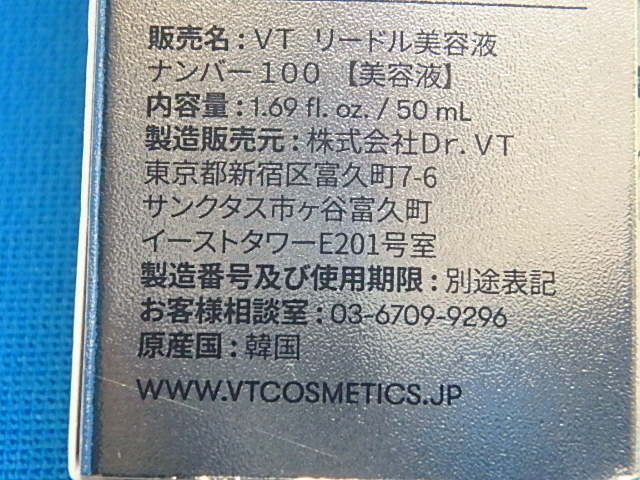 販売名：ＶＴ リードル美容液
ナンバー１００ 【美容液】
内容量：1.69 fl. oz. / 50 mL
製造販売元：株式会社Ｄｒ．ＶＴ
東京都新宿区富久町7-6
サンクタス市ヶ谷富久町
イーストタワーE201号室
製造番号及び使用期限：別途表記
お客様相談室：03-6709-9296
原産国：韓国
WWW.VTCOSMETICS.JP